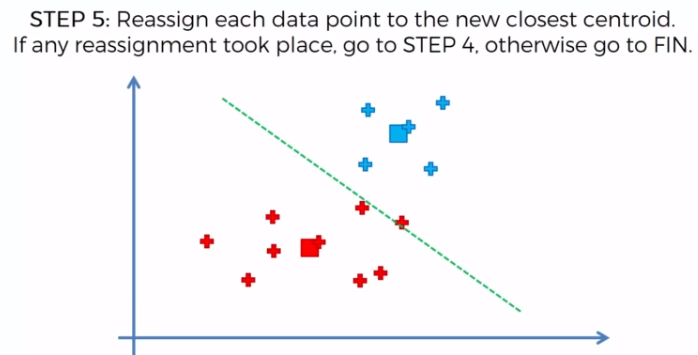 STEP 5: Reassign each data point to the new closest centroid.
If any reassignment took place, go to STEP 4, otherwise go to FIN.